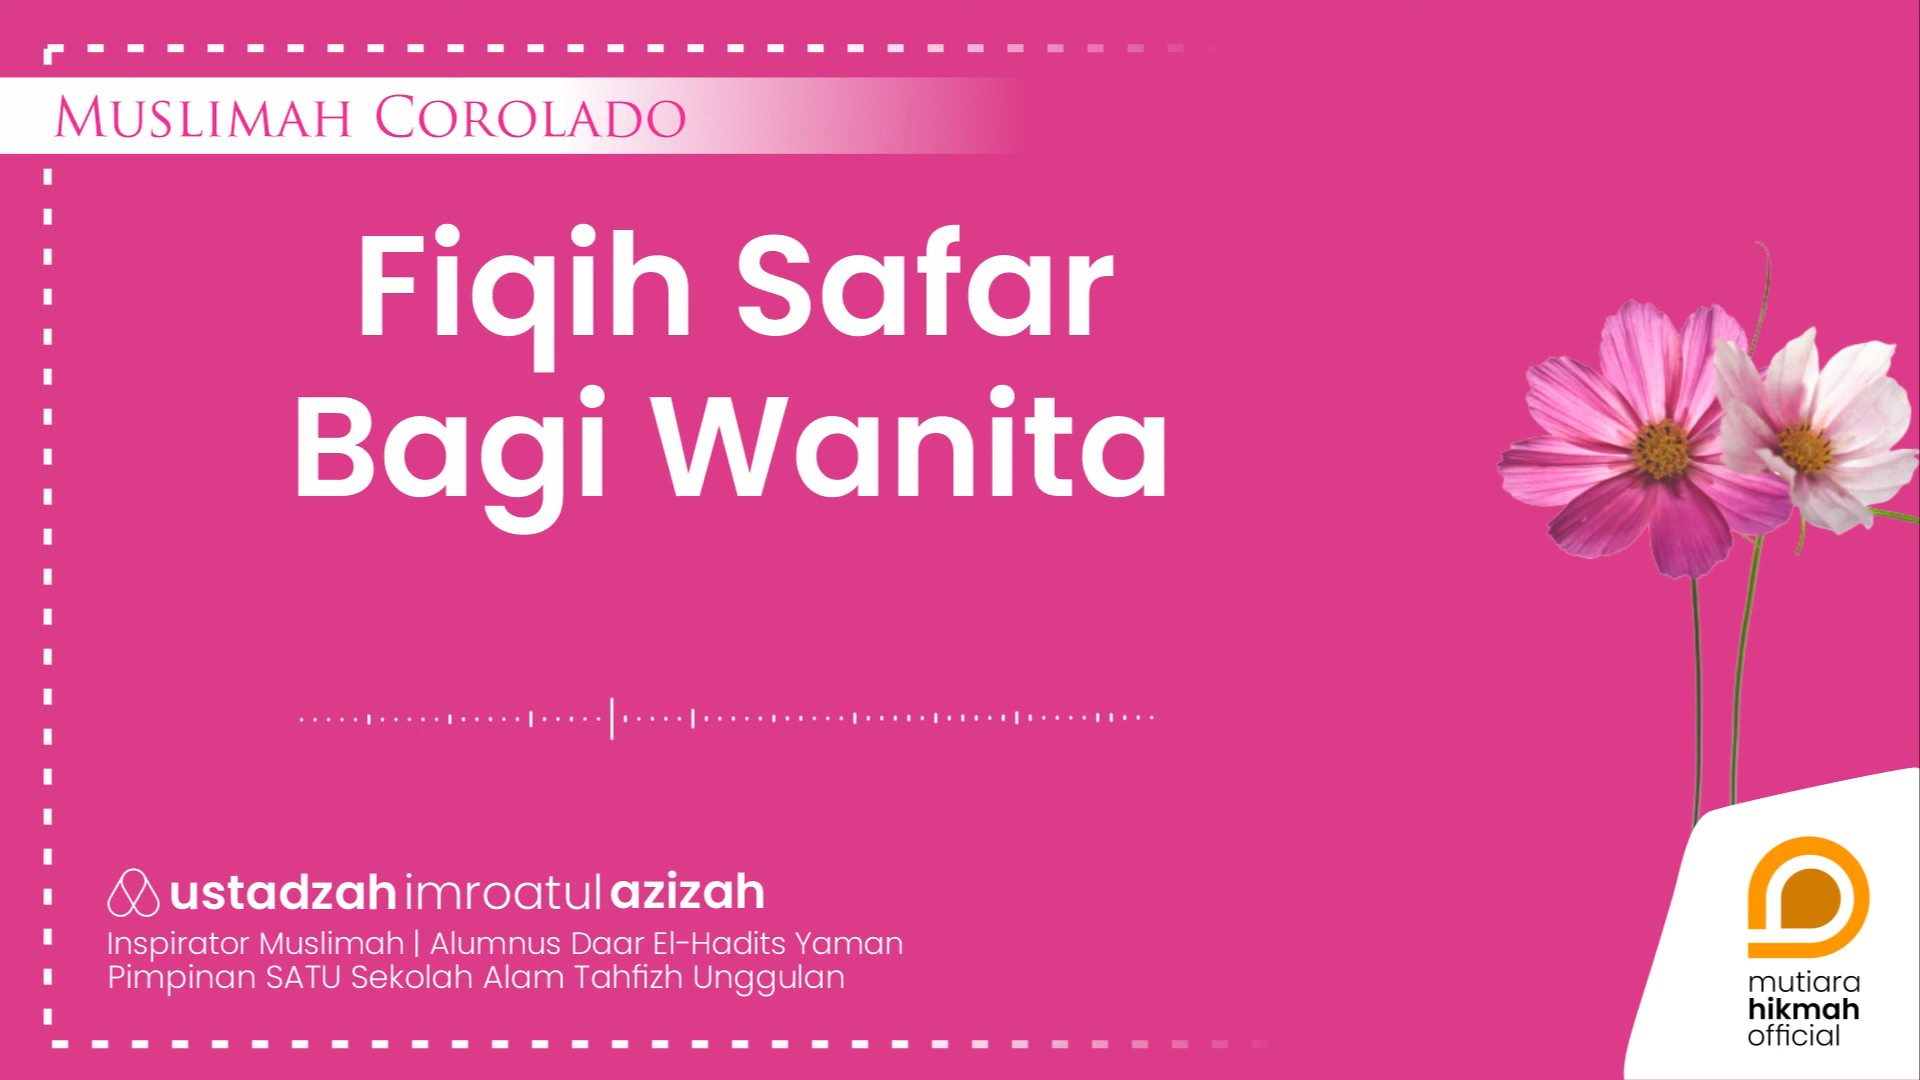 MUSLIMAH COROLADO
Fiqih Safar
Bagi Wanita
ustadzah imroatul azizah
Inspirator Muslimah | Alumnus Daar El-Hadits Yaman
Pimpinan SATU Sekolah Alam Tahfizh Unggulan
mutiara
hikmah
official